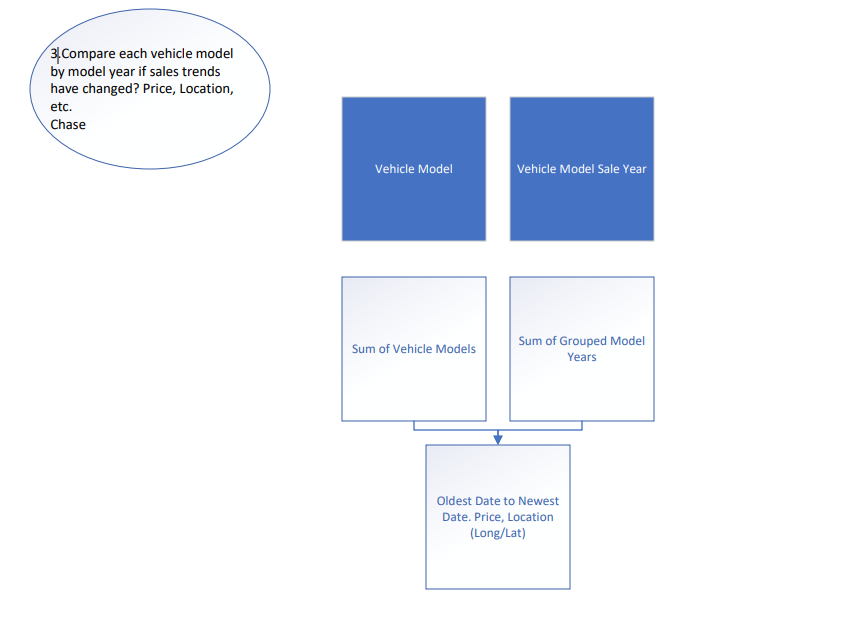 3.Compare each vehicle model
by model year if sales trends
have changed? Price, Location,
etc.
Chase
Vehicle Model
Vehicle Model Sale Year
Sum of Vehicle Models
Sum of Grouped Model
Years
Oldest Date to Newest
Date. Price, Location
(Long/Lat)